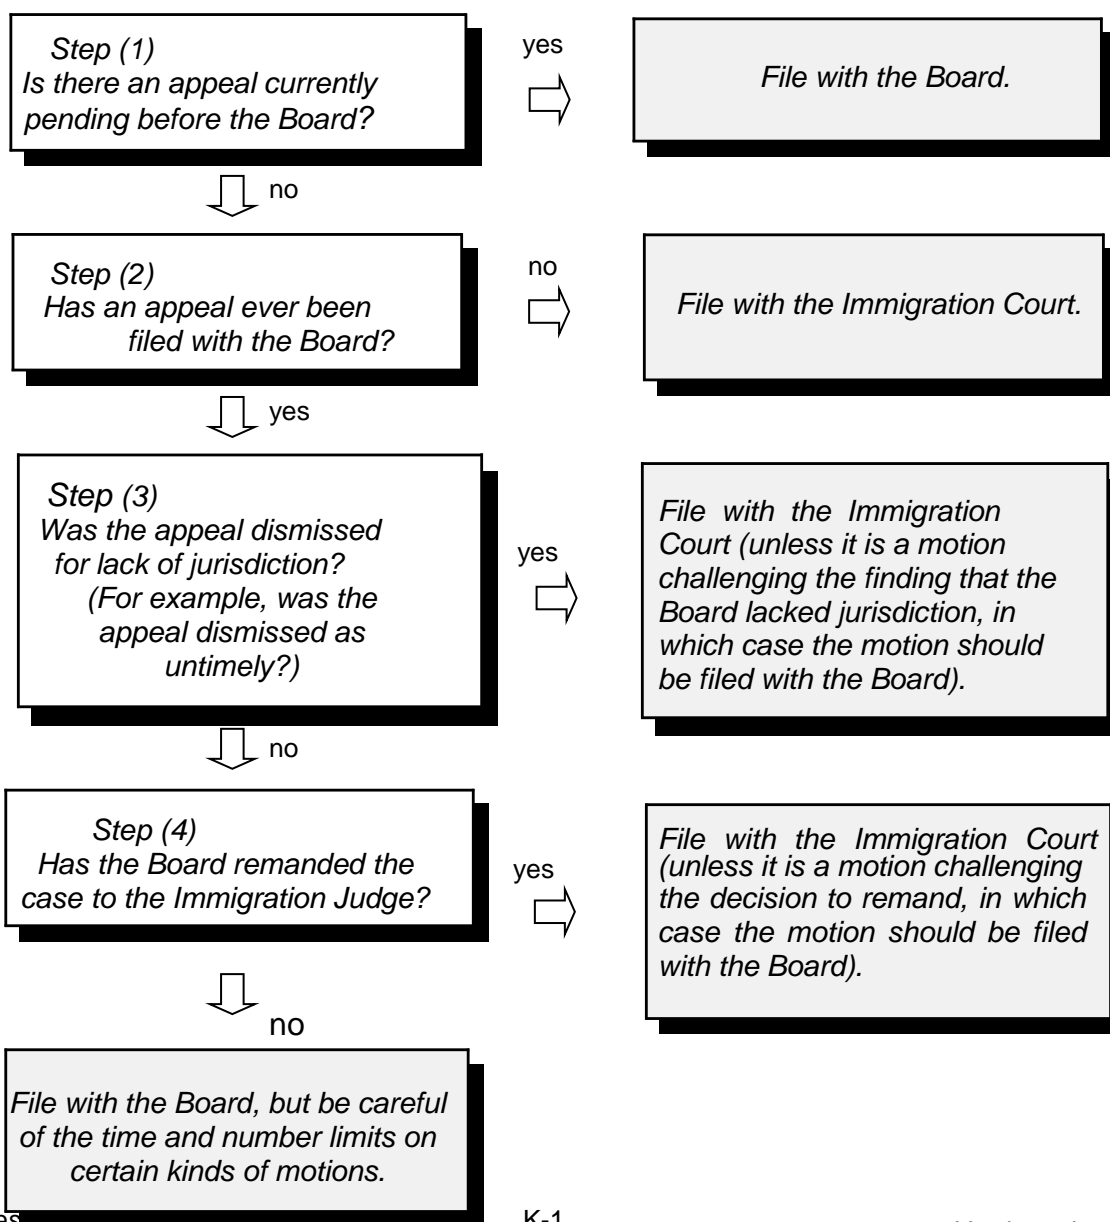 Step (1)
Is there an appeal currently
pending before the Board?
yes
File with the Board.
no
Step (2)
Has an appeal ever been
filed with the Board?
no
File with the Immigration Court.
yes
Step (3)
Was the appeal dismissed
for lack of jurisdiction?
(For example, was the
appeal dismissed as
untimely?)
yes
File with the Immigration
Court (unless it is a motion
challenging the finding that the
Board lacked jurisdiction, in
which case the motion should
be filed with the Board).
no
Step (4)
Has the Board remanded the
case to the Immigration Judge?
yes
File with the Immigration Court
(unless it is a motion challenging
the decision to remand, in which
case the motion should be filed
with the Board).
no
File with the Board, but be careful
of the time and number limits on
certain kinds of motions.
K-1